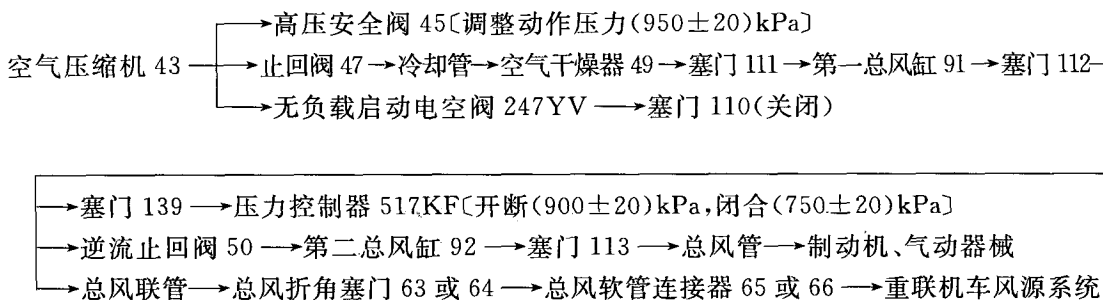 →高压安全阀 45〔调整动作压力(950±20)kPa〕
空气压缩机 43 →止回阀 47→冷却管→空气干燥器 49→塞门 111→第一总风缸 91→塞门 112
→无负载启动电空阀 247YV →塞门 110(关闭)
→塞门 139 →压力控制器 517KF〔开断(900±20)kPa,闭合(750±20)kPa〕
→逆流止回阀 50→第二总风缸 92→塞门 113→总风管→制动机、气动器械
→总风联管→总风折角塞门 63 或 64→总风软管连接器 65 或 66→重联机车风源系统